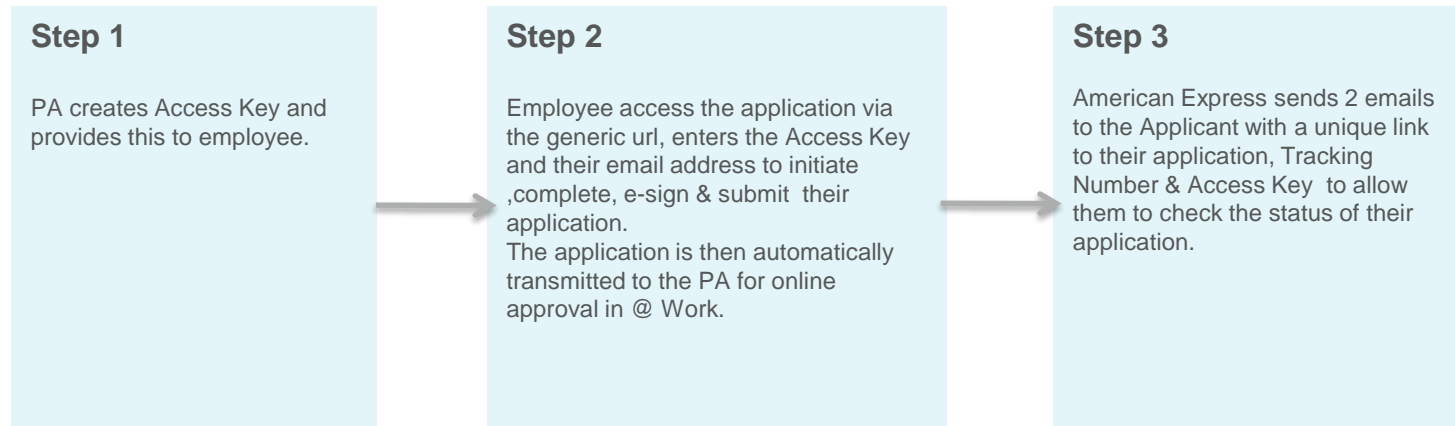 Step 1
PA creates Access Key and
provides this to employee.
Step 2
Employee access the application via
the generic url, enters the Access Key
and their email address to initiate
,complete, e-sign & submit  their
application.
The application is then automatically
transmitted to the PA for online
approval in @ Work.
Step 3
American Express sends 2 emails
to the Applicant with a unique link
to their application, Tracking
Number & Access Key  to allow
them to check the status of their
application.